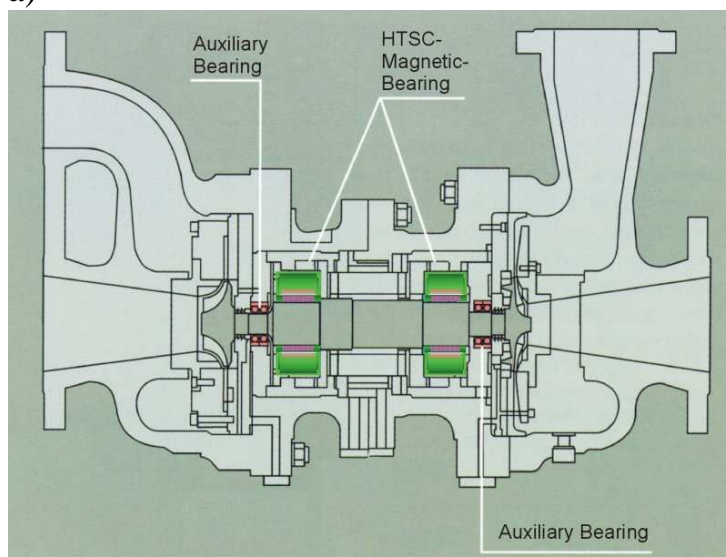 a)
Auxiliary
Bearing
HTSC-
Magnetic-
Bearing
Auxiliary Bearing